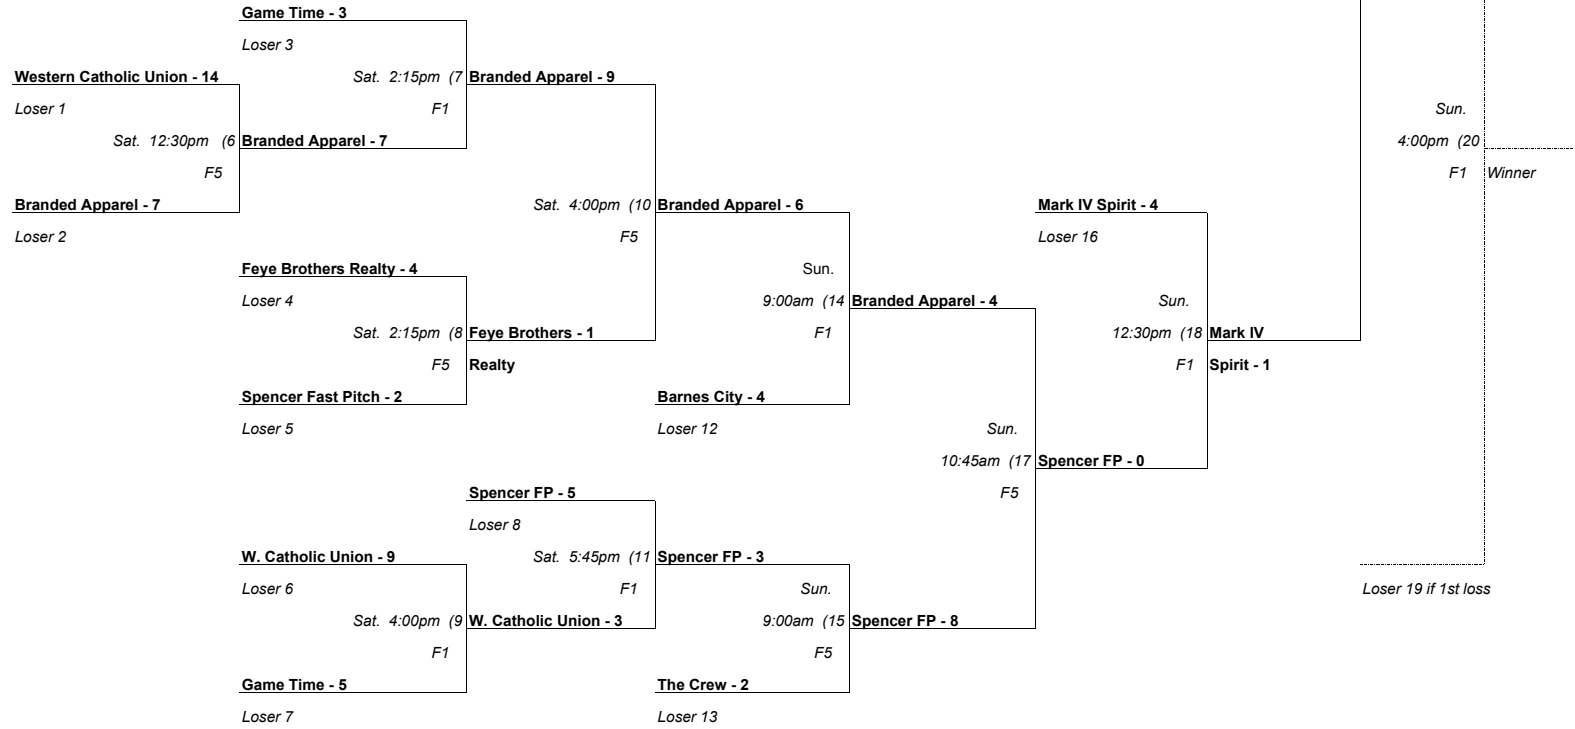 Game Time - 3
Loser 3
Western Catholic Union - 14
Sat. 2:15pm (7
Branded Apparel - 9
Loser 1
F1
Sun.
Sat. 12:30pm (6
Branded Apparel - 7
4:00pm (20
F5
F1
Winner
Branded Apparel - 7
Sat. 4:00pm (10
Branded Apparel - 6
Mark IV Spirit - 4
Loser 2
F5
Loser 16
Feye Brothers Realty - 4
Sun.
Loser 4
9:00am (14
Branded Apparel - 4
Sun.
Sat. 2:15pm (8
Feye Brothers - 1
F1
12:30pm (18
Mark IV
F5
Realty
F1
Spirit - 1
Spencer Fast Pitch - 2
Barnes City - 4
Loser 5
Loser 12
Sun.
10:45am (17
Spencer FP - 0
Spencer FP - 5
F5
Loser 8
W. Catholic Union - 9
Sat. 5:45pm (11
Spencer FP - 3
Loser 6
F1
Sun.
Loser 19 if 1st loss
Sat. 4:00pm (9
W. Catholic Union - 3
9:00am (15
Spencer FP - 8
F1
F5
Game Time - 5
The Crew - 2
Loser 7
Loser 13